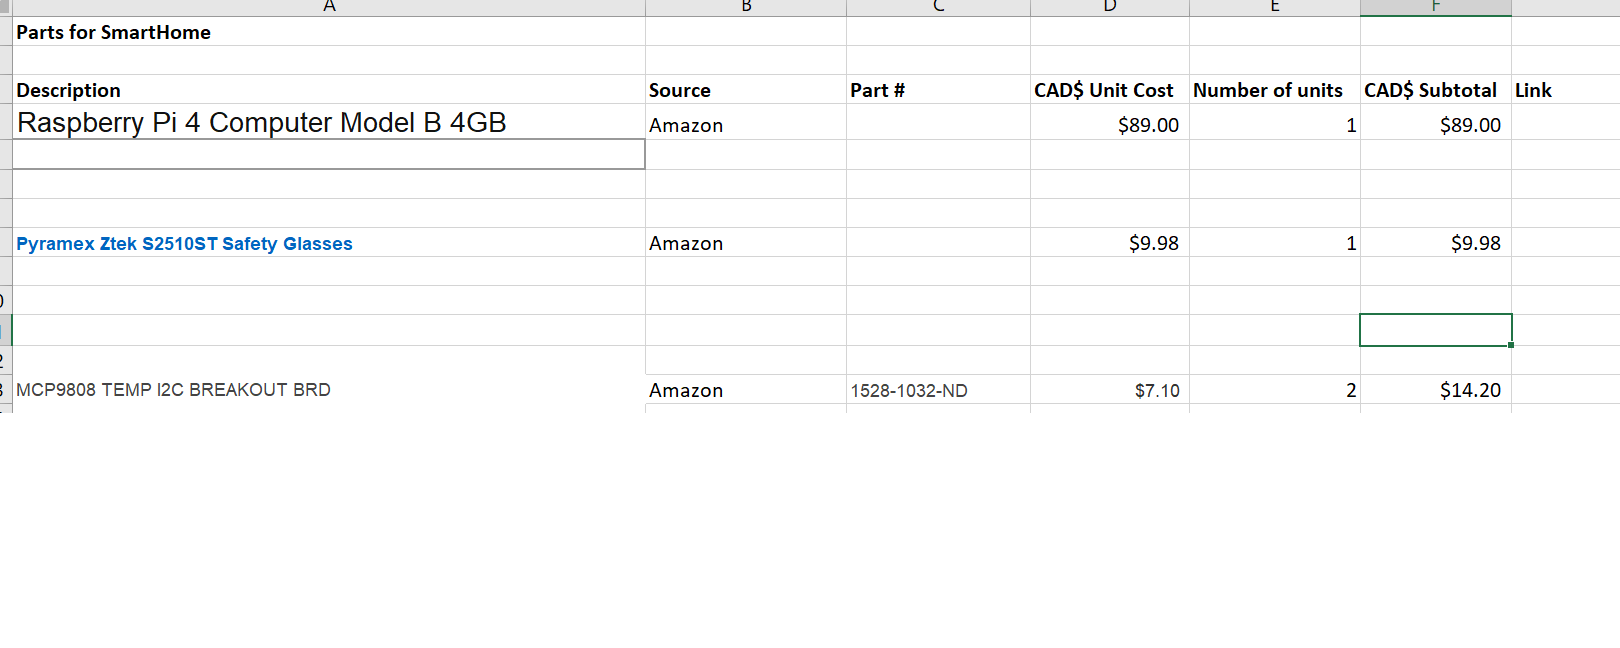 A B C D E F
Parts for SmartHome
Description Source Part # CAD$ Unit Cost Number of units CAD$ Subtotal Link
Raspberry Pi 4 Computer Model B 4GB Amazon $89.00 1 $89.00
Pyramex Ztek S2510ST Safety Glasses Amazon $9.98 1 $9.98
MCP9808 TEMP I2C BREAKOUT BRD Amazon 1528-1032-ND $7.10 2 $14.20